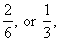 2/6, or 1/3,